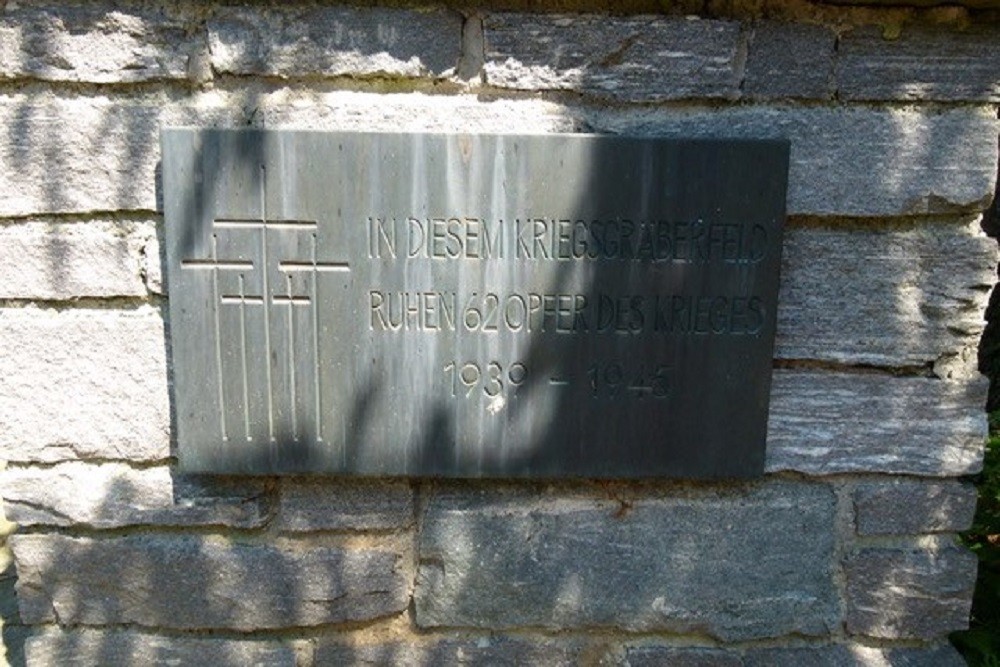 IN DIESEM KRIEGSGRÄBERFELD
RUHEN 62 OPFER DES KRIEGES
1939 – 1945